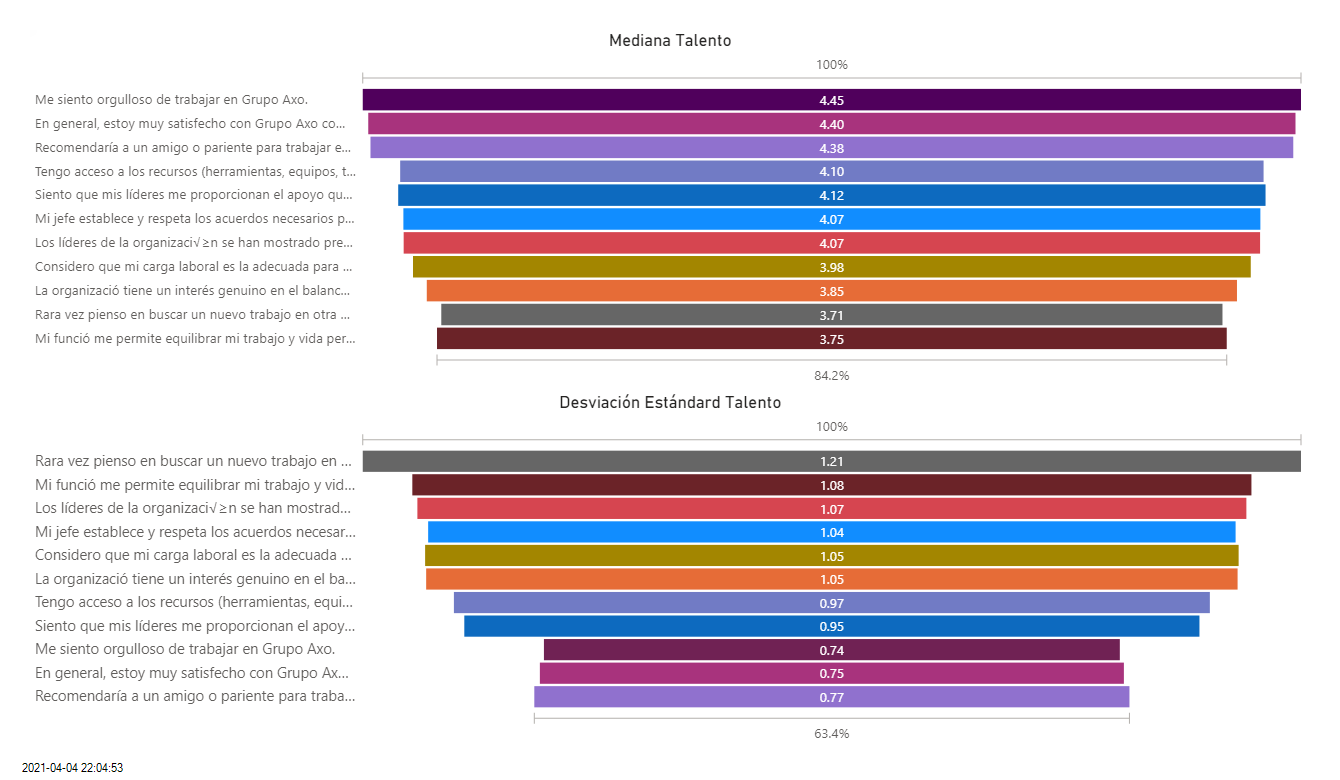 Mediana Talento
100%
Me siento orgulloso de trabajar en Grupo Axo. 4.45
En general, estoy muy satisfecho con Grupo Axo co... 4.40
Recomendaría a un amigo o pariente para trabajar e... 4.38
Tengo acceso a los recursos (herramientas, equipos, t... 4.10
Siento que mis líderes me proporcionan el apoyo qu... 4.12
Mi jefe establece y respeta los acuerdos necesarios p... 4.07
Los líderes de la organizaci√≥n se han mostrado pre... 4.07
Considero que mi carga laboral es la adecuada para ... 3.98
La organizació tiene un interés genuino en el balanc... 3.85
Rara vez pienso en buscar un nuevo trabajo en otra ... 3.71
Mi funció me permite equilibrar mi trabajo y vida per... 3.75
84.2%
Desviación Estándard Talento
100%
Rara vez pienso en buscar un nuevo trabajo en ... 1.21
Mi funció me permite equilibrar mi trabajo y vid... 1.08
Los líderes de la organizaci√≥n se han mostrad... 1.07
Mi jefe establece y respeta los acuerdos necesar... 1.04
Considero que mi carga laboral es la adecuada ... 1.05
La organizació tiene un interés genuino en el ba... 1.05
Tengo acceso a los recursos (herramientas, equi... 0.97
Siento que mis líderes me proporcionan el apoy... 0.95
Me siento orgulloso de trabajar en Grupo Axo. 0.74
En general, estoy muy satisfecho con Grupo Ax... 0.75
Recomendaría a un amigo o pariente para traba... 0.77
63.4%
2021-04-04 22:04:53